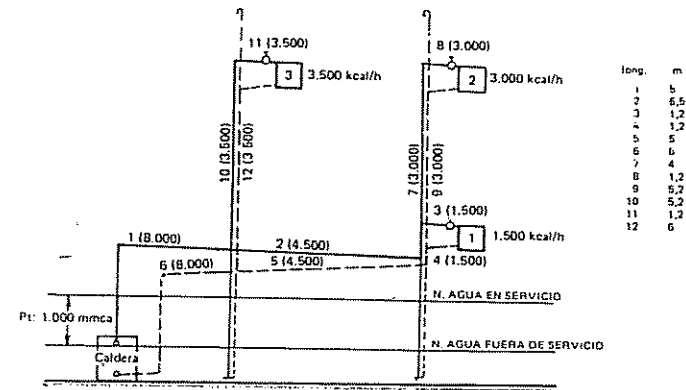 11 (3.500)
8 (3.000)
3
3.500 kcal/h
2
3.000 kcal/h
10 (3.500)
12 (3 500)
7 (3.000)
9 (3.000)
3 (1.500)
1
1.500 kcal/h
1 (8.000)
2 (4.500)
6 (8,000)
5 (4.500)
4 (1.500)
N. AGUA EN SERVICIO
Pt: 1.000 mmca
N. AGUA FUERA DE SERVICIO
Caldera
long. m
1
2 6,5
3 1,2
4 1,2
5 5
6 6
7 4
8 1,2
9 5,2
10 5,2
11 1,2
12 6